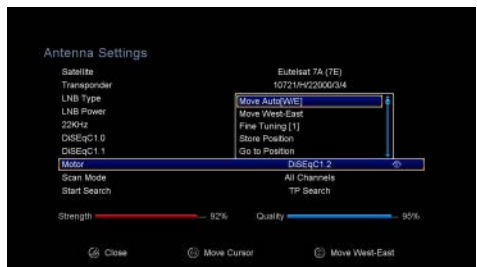 Antenna Settings
Satellite Eutelsat 7A (7E)
Transponder 10721/H/22000/3/4
LNB Type
Move Auto[W/E]
LNB Power
Move West-East
22KHz
Fine Tuning [1]
DiSEqC1.0
Store Position
DiSEqC1.1
Go to Position
Motor DiSEqC1.2
Scan Mode All Channels
Start Search TP Search
Strength 92% Quality 95%
Close Move Cursor Move West-East